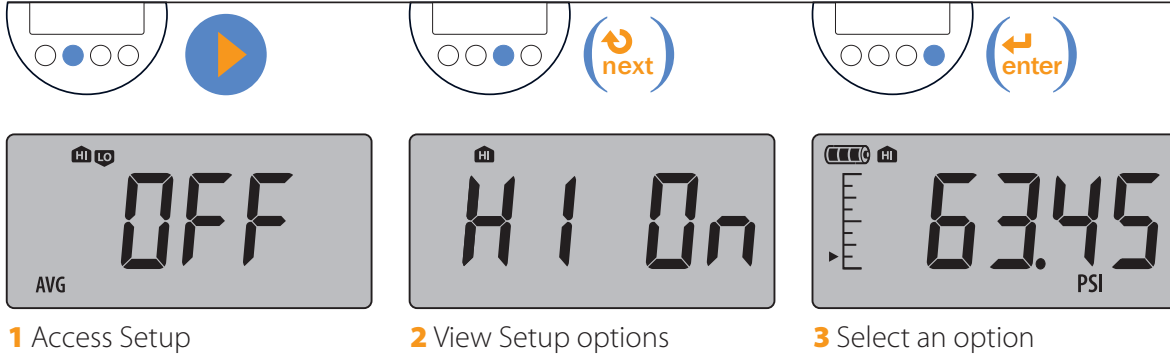 next
enter
HI LO
OFF
AVG
HI
HI On
HI
63.45
PSI
1 Access Setup
2 View Setup options
3 Select an option